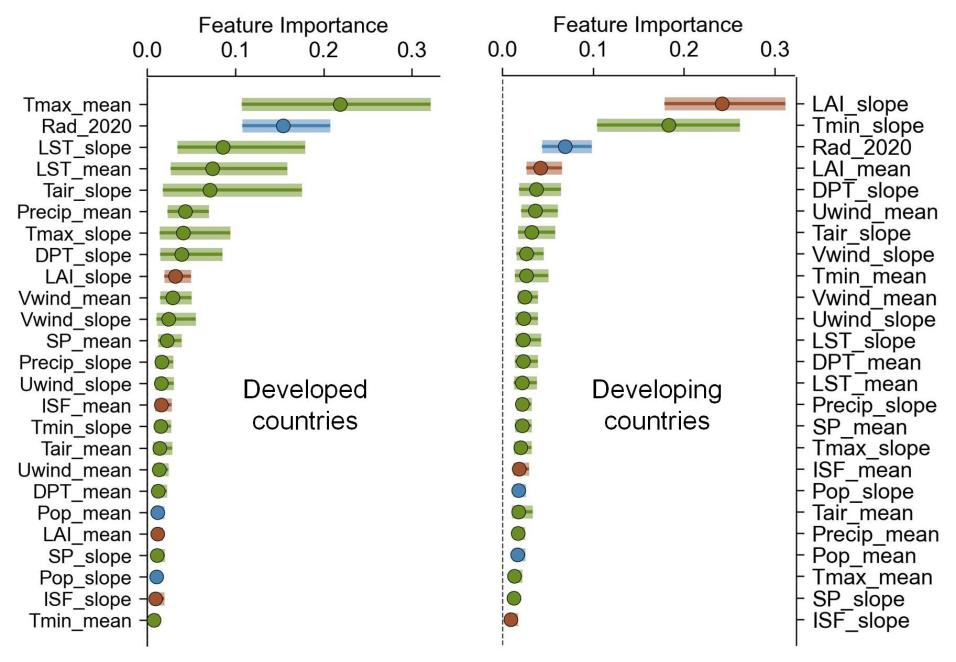 Feature Importance
0.0 0.1 0.2 0.3
Tmax_mean
Rad_2020
LST_slope
LST_mean
Tair_slope
Precip_mean
Tmax_slope
DPT_slope
LAI_slope
Vwind_mean
Vwind_slope
SP_mean
Precip_slope
Uwind_slope
ISF_mean
Tmin_slope
Tair_mean
Uwind_mean
DPT_mean
Pop_mean
LAI_mean
SP_slope
Pop_slope
ISF_slope
Tmin_mean
Developed
countries
Feature Importance
0.0 0.1 0.2 0.3
LAI_slope
Tmin_slope
Rad_2020
LAI_mean
DPT_slope
Uwind_mean
Tair_slope
Vwind_slope
Tmin_mean
Vwind_mean
Uwind_slope
LST_slope
DPT_mean
LST_mean
Precip_slope
SP_mean
Tmax_slope
ISF_mean
Pop_slope
Tair_mean
Precip_mean
Pop_mean
Tmax_mean
SP_slope
ISF_slope
Developing
countries